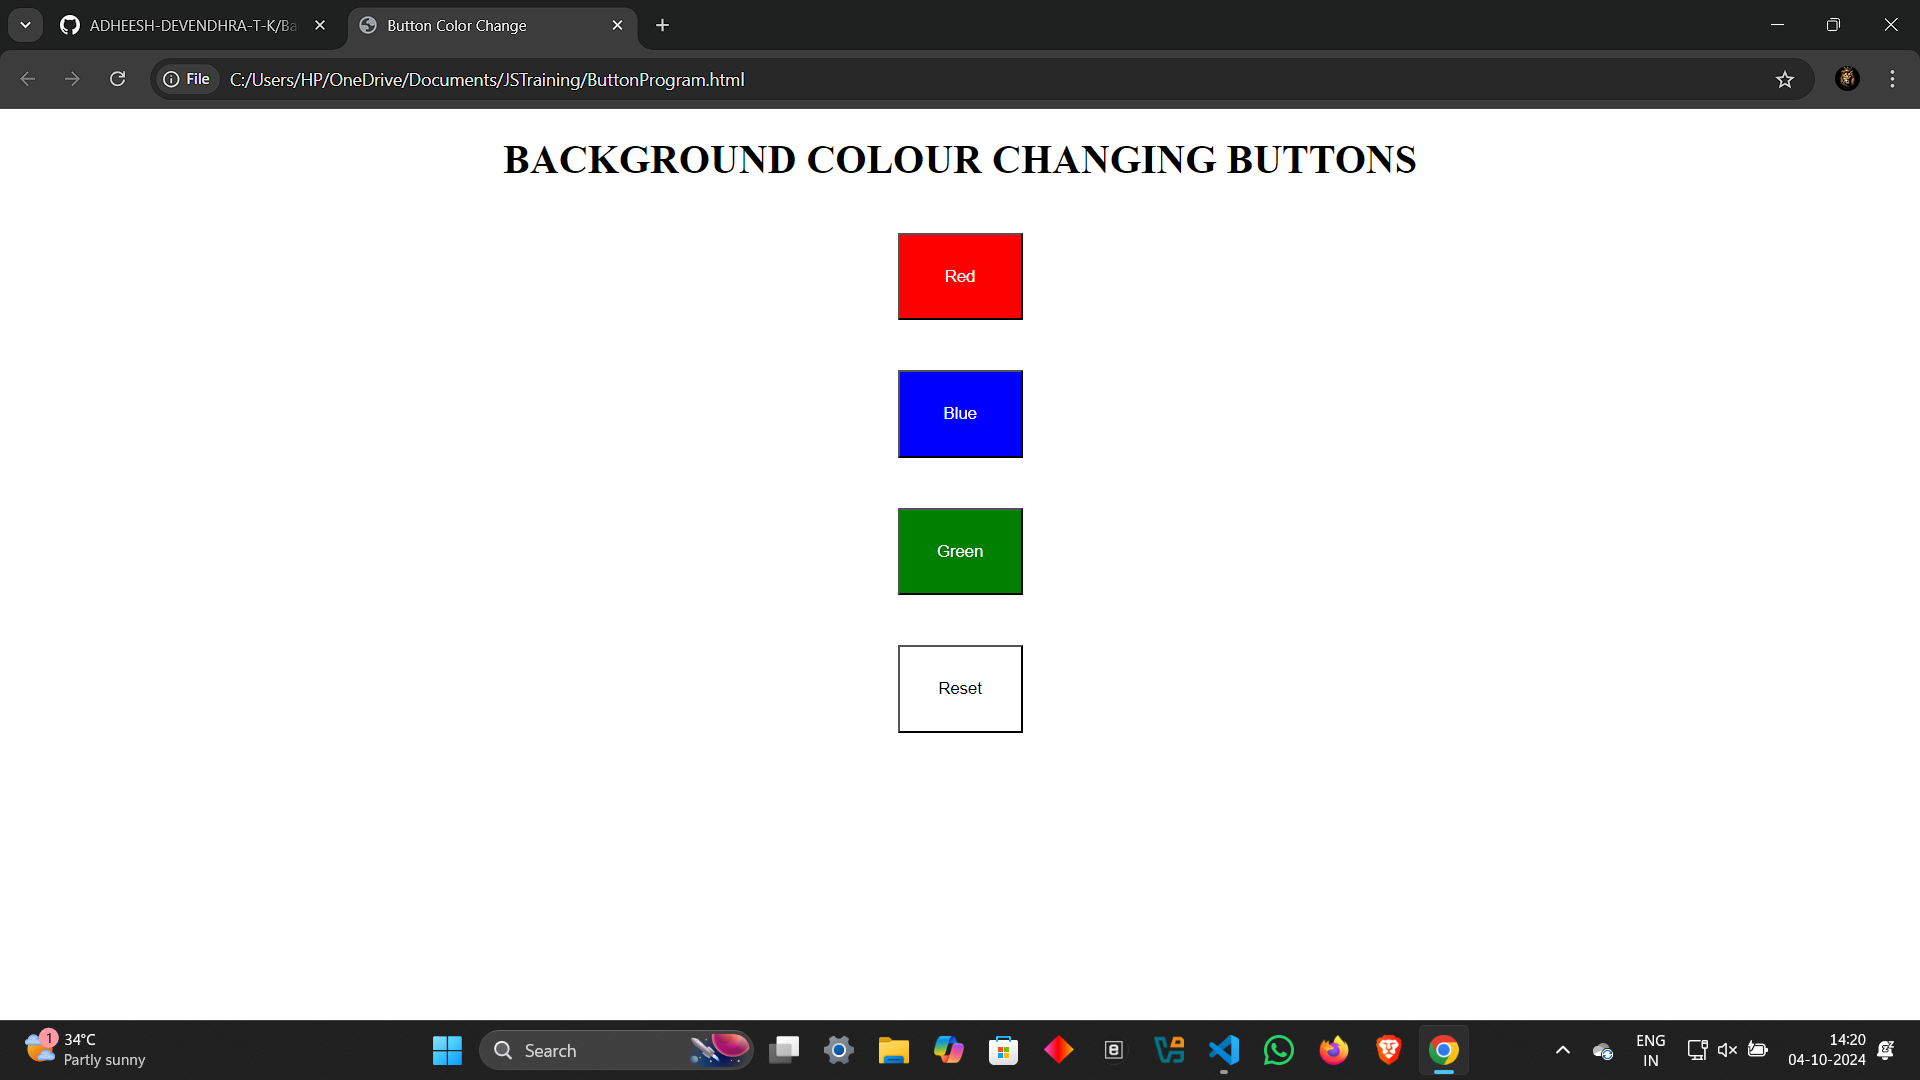 ADHEESH-DEVENDHRA-T-K/Ba
Button Color Change
File
C:/Users/HP/OneDrive/Documents/JSTraining/ButtonProgram.html
BACKGROUND COLOUR CHANGING BUTTONS
Red
Blue
Green
Reset
1
34°C
Partly sunny
Search
ENG
IN
14:20
04-10-2024